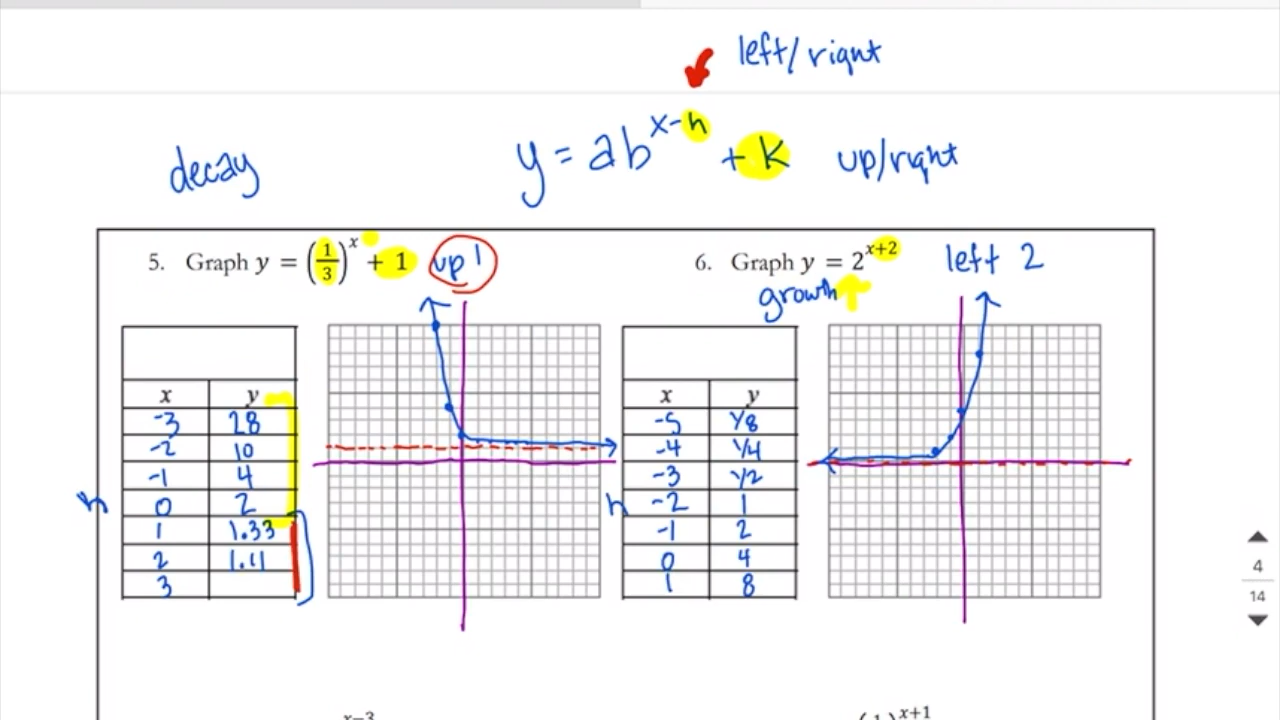 left/right
decay
y = ab^(x-h) + k
up/right
5. Graph y = (1/3)^x + 1
up 1
6. Graph y = 2^(x+2)
left 2
growth
x y
-3 28
-2 10
-1 4
h 0 2
1 1.33
2 1.11
3
x y
-5 1/8
-4 1/4
-3 1/2
h -2 1
-1 2
0 4
1 8
4
14
x−3
x+1